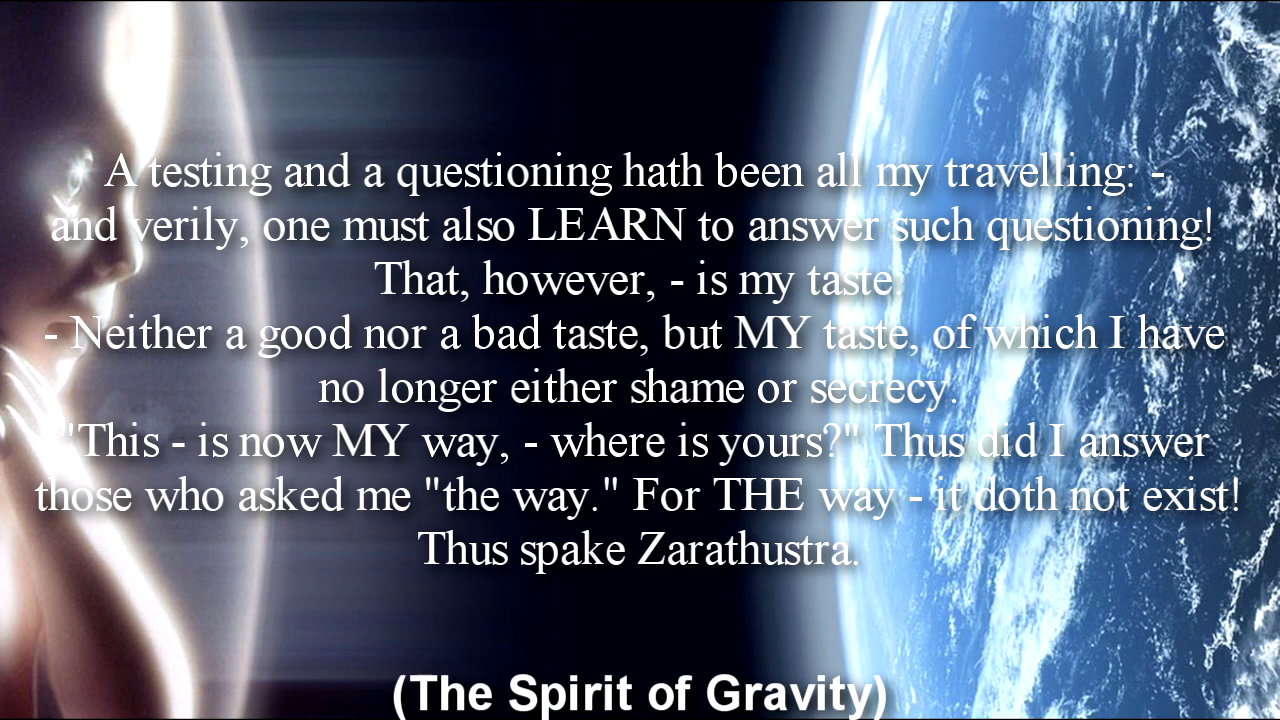 A testing and a questioning hath been all my travelling: -
and verily, one must also LEARN to answer such questioning!
That, however, - is my taste:
- Neither a good nor a bad taste, but MY taste, of which I have
no longer either shame or secrecy.
"This - is now MY way, - where is yours?" Thus did I answer
those who asked me "the way." For THE way - it doth not exist!
Thus spake Zarathustra.
(The Spirit of Gravity)